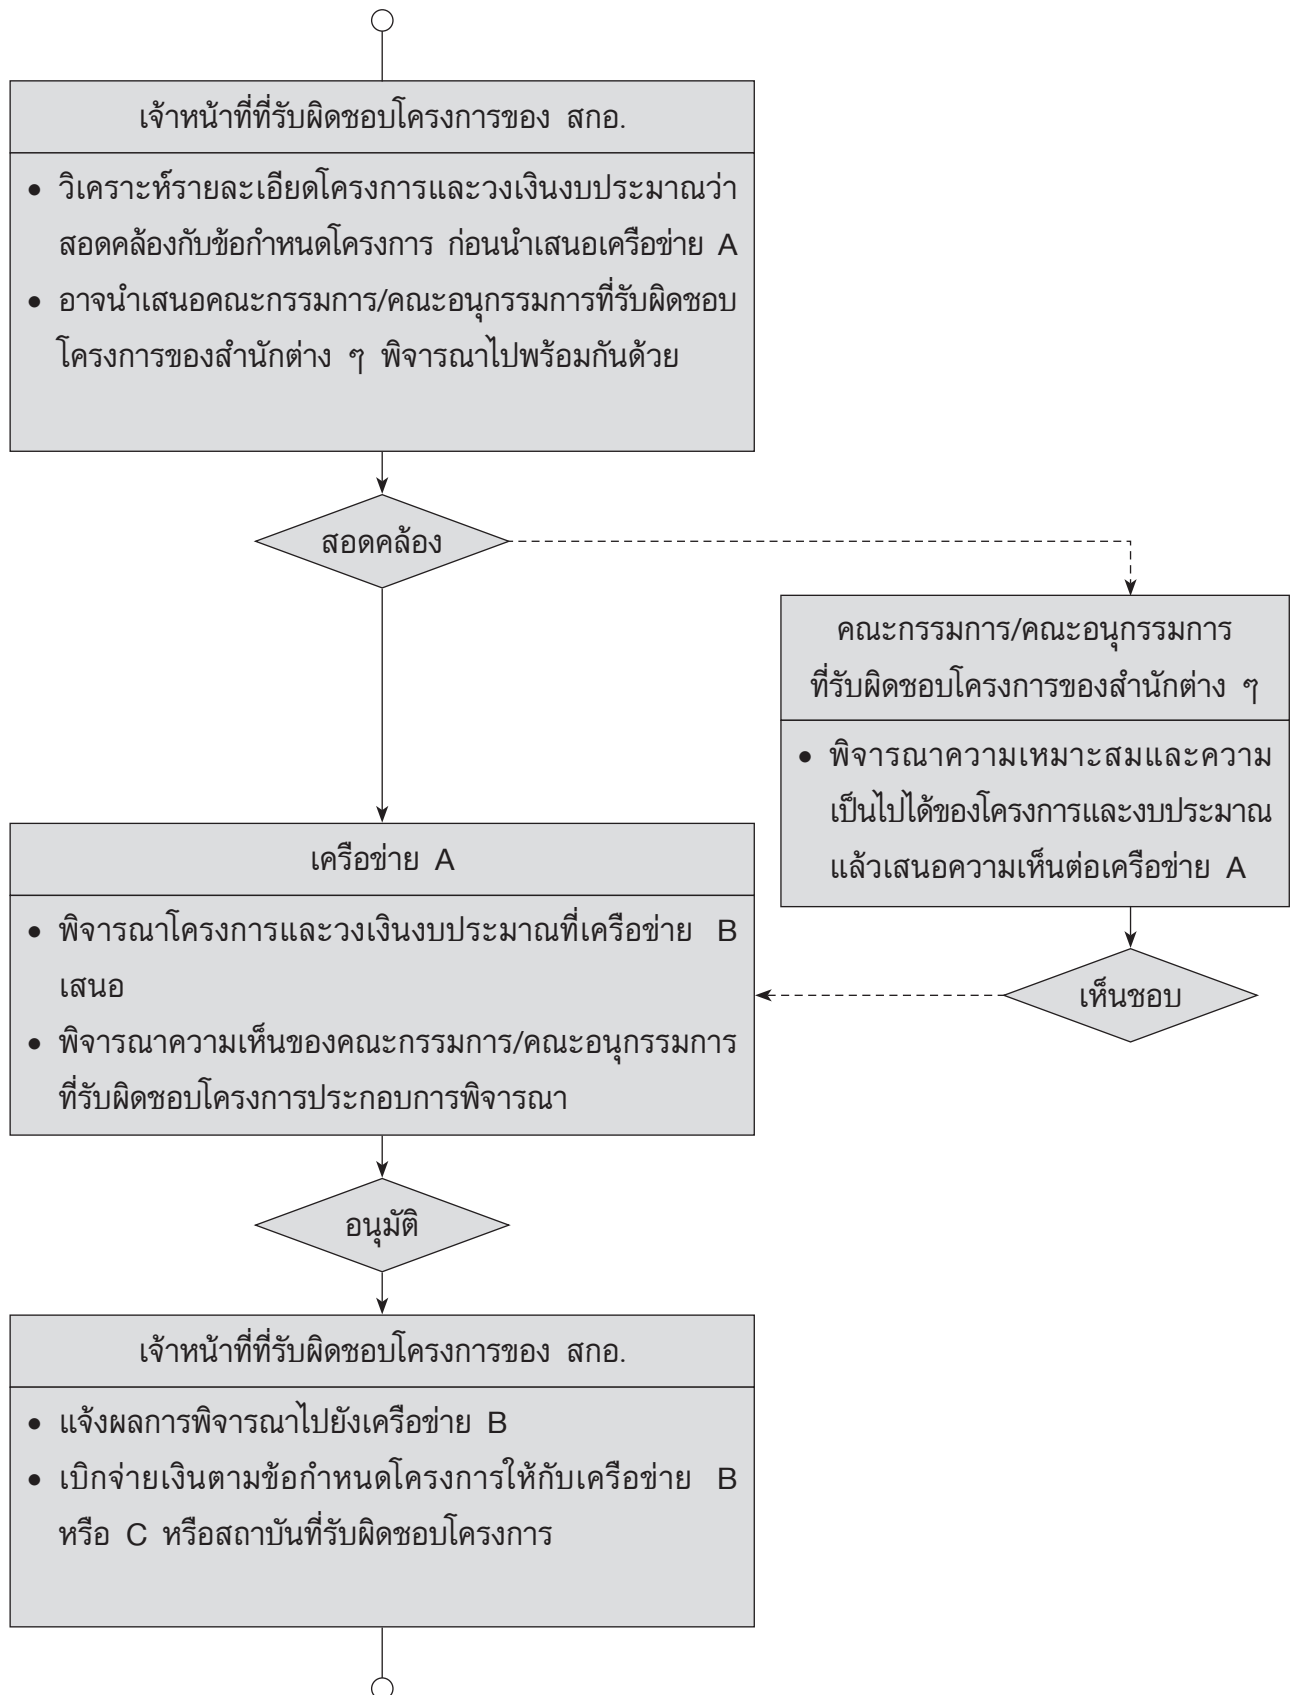 เจ้าหน้าที่ที่รับผิดชอบโครงการของ สกอ.
• วิเคราะห์รายละเอียดโครงการและวงเงินงบประมาณว่า
สอดคล้องกับข้อกำหนดโครงการ ก่อนนำเสนอเครือข่าย A
• อาจนำเสนอคณะกรรมการ/คณะอนุกรรมการที่รับผิดชอบ
โครงการของสำนักต่าง ๆ พิจารณาไปพร้อมกันด้วย
สอดคล้อง
คณะกรรมการ/คณะอนุกรรมการ
ที่รับผิดชอบโครงการของสำนักต่าง ๆ
• พิจารณาความเหมาะสมและความ
เป็นไปได้ของโครงการและงบประมาณ
แล้วเสนอความเห็นต่อเครือข่าย A
เห็นชอบ
เครือข่าย A
• พิจารณาโครงการและวงเงินงบประมาณที่เครือข่าย B
เสนอ
• พิจารณาความเห็นของคณะกรรมการ/คณะอนุกรรมการ
ที่รับผิดชอบโครงการประกอบการพิจารณา
อนุมัติ
เจ้าหน้าที่ที่รับผิดชอบโครงการของ สกอ.
• แจ้งผลการพิจารณาไปยังเครือข่าย B
• เบิกจ่ายเงินตามข้อกำหนดโครงการให้กับเครือข่าย B
หรือ C หรือสถาบันที่รับผิดชอบโครงการ